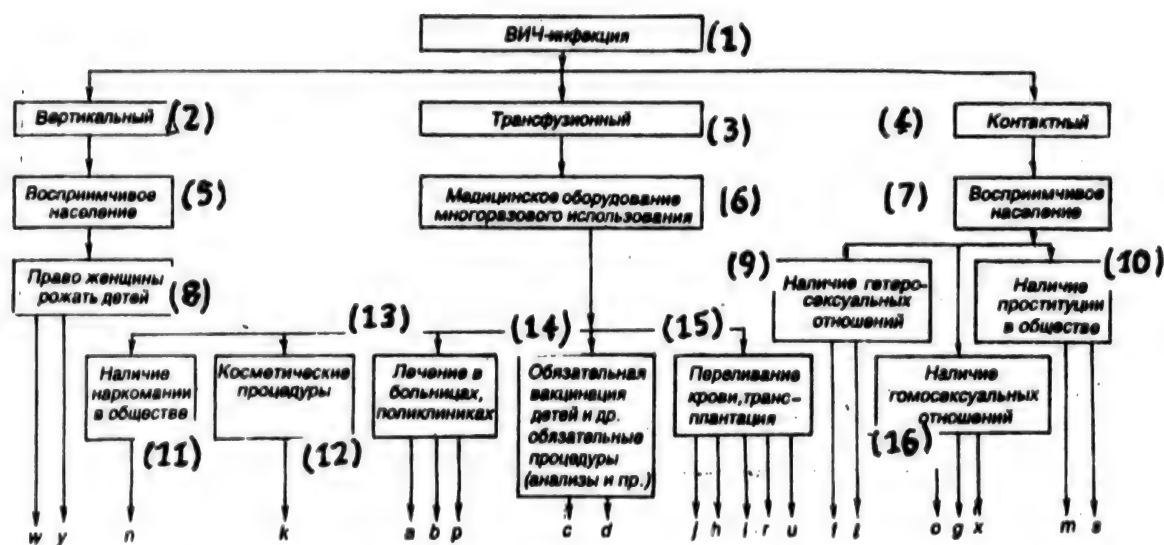 ВИЧ-инфекция (1)
Вертикальный (2)
Трансфузионный (3)
(4) Контактный
Восприимчивое
население (5)
Медицинское оборудование
многоразового использования (6)
(7) Восприимчивое
население
Право женщины
рожать детей (8)
(9) Наличие гетеро-
сексуальных
отношений
(10) Наличие
проституции
в обществе
Наличие
наркомании
в обществе
(11)
Косметические
процедуры
(12)
(13)
Лечение в
больницах,
поликлиниках
(14)
Обязательная
вакцинация
детей и др.
обязательные
процедуры
(анализы и пр.)
(15)
Переливание
крови, транс-
плантация
Наличие
гомосексуальных
отношений
(16)
w y n k a b p c d j h i r u f l o g x m s